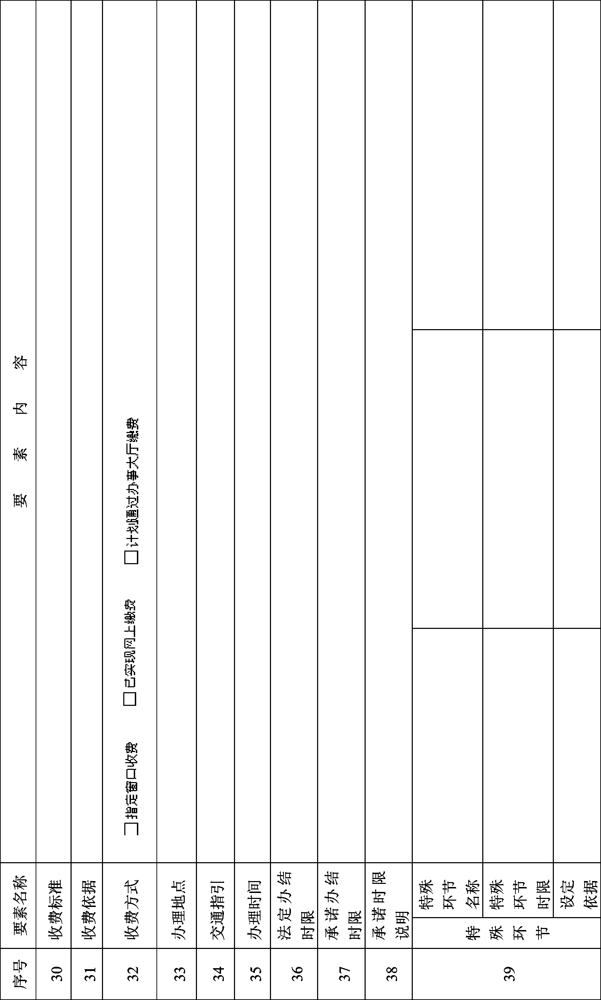 序号 要素名称 要素内容
30 收费标准
31 收费依据
32 收费方式 □指定窗口收费 □已实现网上缴费 □计划通过办事大厅缴费
33 办理地点
34 交通指引
35 办理时间
36 法定办结
时限
37 承诺办结
时限
38 承诺时限
说明
39 特殊环节
特殊
环节
名称
特殊
环节
时限
设定
依据